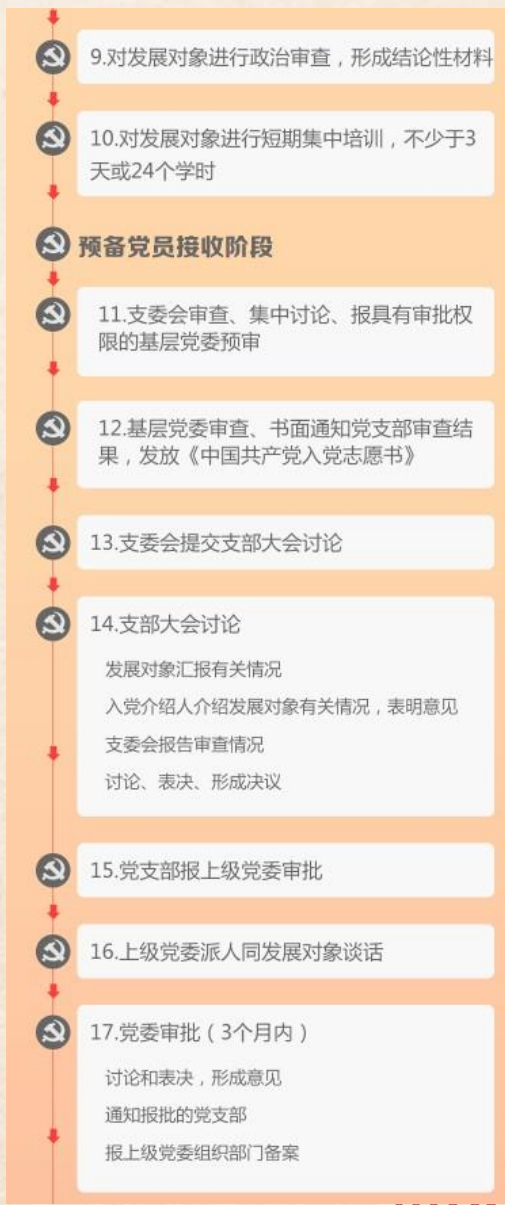 9.对发展对象进行政治审查，形成结论性材料
10.对发展对象进行短期集中培训，不少于3
天或24个学时
预备党员接收阶段
11.支委会审查、集中讨论、报具有审批权
限的基层党委预审
12.基层党委审查、书面通知党支部审查结
果，发放《中国共产党入党志愿书》
13.支委会提交支部大会讨论
14.支部大会讨论
发展对象汇报有关情况
入党介绍人介绍发展对象有关情况，表明意见
支委会报告审查情况
讨论、表决、形成决议
15.党支部报上级党委审批
16.上级党委派人同发展对象谈话
17.党委审批（3个月内）
讨论和表决，形成意见
通知报批的党支部
报上级党委组织部门备案